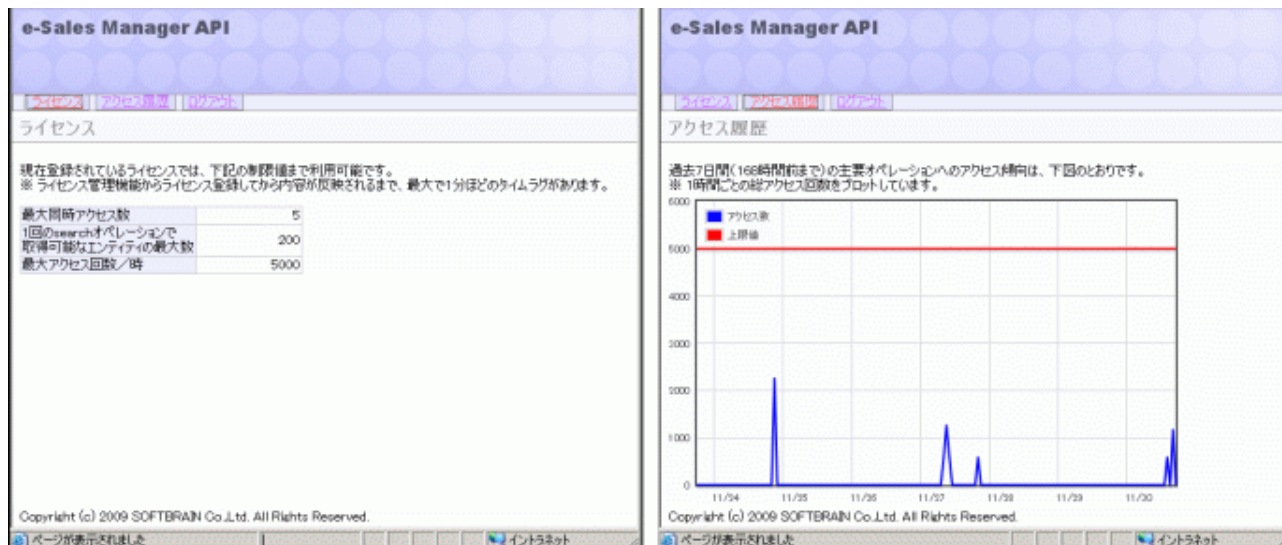 e-Sales Manager API
ライセンス アクセス履歴 ログアウト
ライセンス
現在登録されているライセンスでは、下記の制限値まで利用可能です。
※ ライセンス管理機能からライセンス登録してから内容が反映されるまで、最大で1分ほどのタイムラグがあります。
最大同時アクセス数 5
1回のsearchオペレーションで
取得可能なエンティティの最大数 200
最大アクセス回数／時 5000
Copyright (c) 2009 SOFTBRAIN Co.,Ltd. All Rights Reserved.
ページが表示されました イントラネット
e-Sales Manager API
ライセンス アクセス履歴 ログアウト
アクセス履歴
過去7日間(168時間前まで)の主要オペレーションへのアクセス傾向は、下図のとおりです。
※ 1時間ごとの総アクセス回数をプロットしています。
6000
アクセス数
上限値
5000
4000
3000
2000
1000
0
11/24 11/25 11/26 11/27 11/28 11/29 11/30
Copyright (c) 2009 SOFTBRAIN Co.,Ltd. All Rights Reserved.
ページが表示されました イントラネット